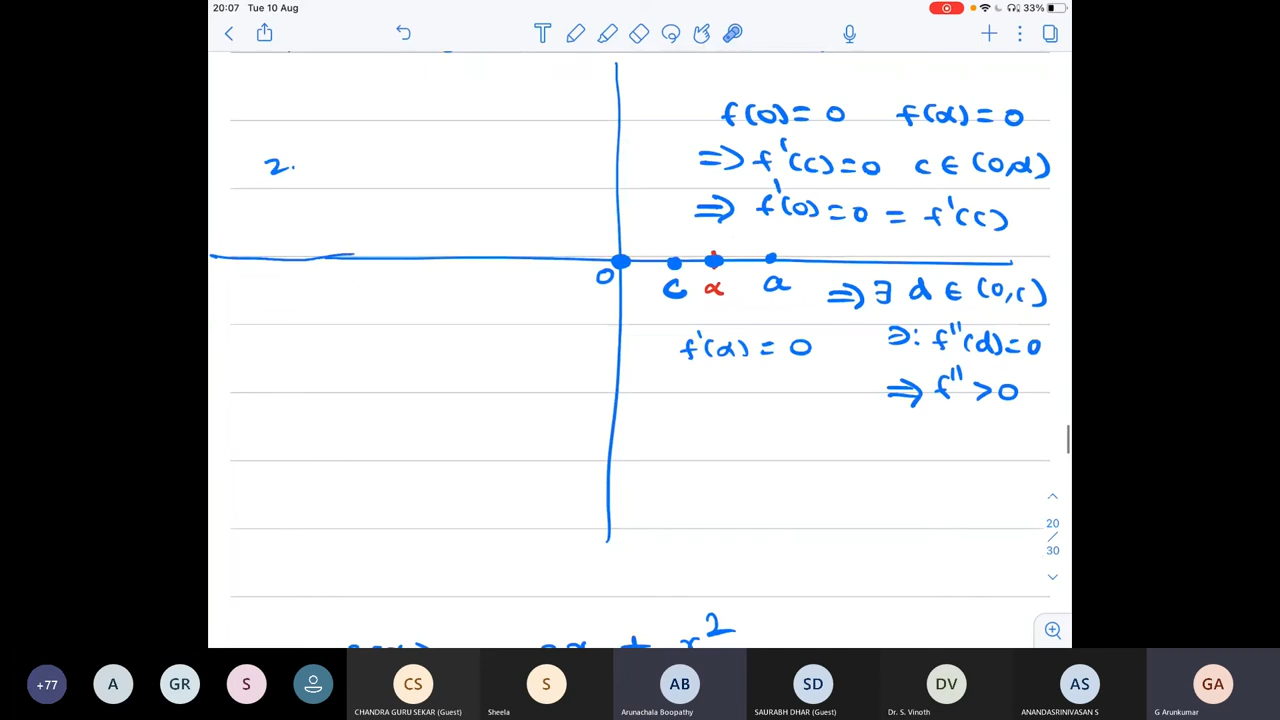 20:07 Tue 10 Aug
33%
f(0) = 0 f(α) = 0
2.
⇒ f'(c) = 0 c ∈ (0,α)
⇒ f'(0) = 0 = f'(c)
0 c α a
⇒ ∃ d ∈ (0,c)
f'(α) = 0
∋: f''(d) = 0
⇒ f'' > 0
20
/
30
x²
+77
A
GR
S
CS
S
AB
SD
DV
AS
GA
CHANDRA GURU SEKAR (Guest)
Sheela
Arunachala Boopathy
SAURABH DHAR (Guest)
Dr. S. Vinoth
ANANDASRINIVASAN S
G Arunkumar